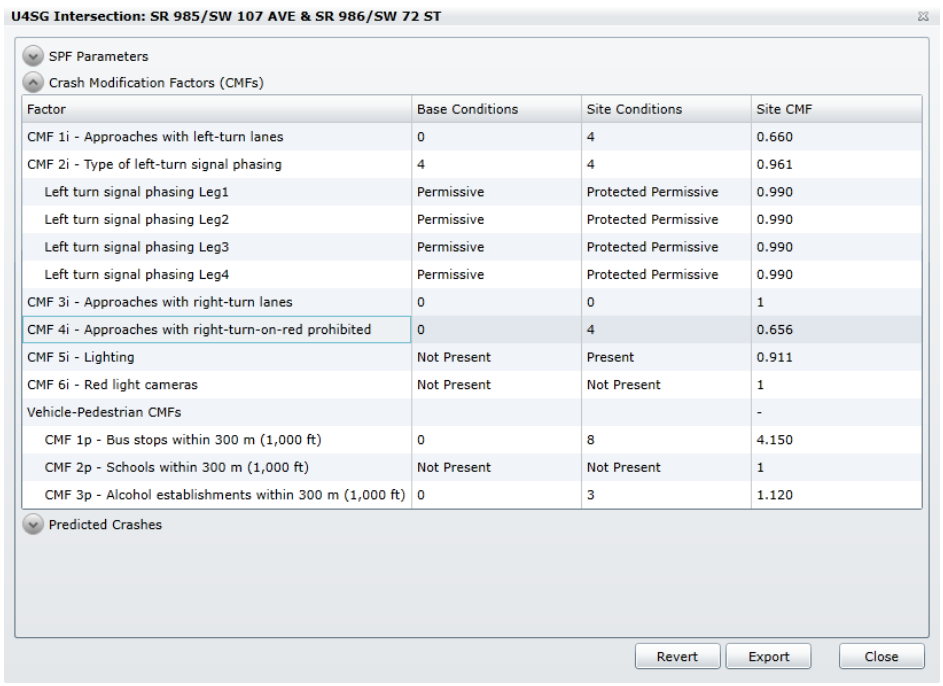 U4SG Intersection: SR 985/SW 107 AVE & SR 986/SW 72 ST
SPF Parameters
Crash Modification Factors (CMFs)
Factor Base Conditions Site Conditions Site CMF
CMF 1i - Approaches with left-turn lanes 0 4 0.660
CMF 2i - Type of left-turn signal phasing 4 4 0.961
Left turn signal phasing Leg1 Permissive Protected Permissive 0.990
Left turn signal phasing Leg2 Permissive Protected Permissive 0.990
Left turn signal phasing Leg3 Permissive Protected Permissive 0.990
Left turn signal phasing Leg4 Permissive Protected Permissive 0.990
CMF 3i - Approaches with right-turn lanes 0 0 1
CMF 4i - Approaches with right-turn-on-red prohibited 0 4 0.656
CMF 5i - Lighting Not Present Present 0.911
CMF 6i - Red light cameras Not Present Not Present 1
Vehicle-Pedestrian CMFs -
CMF 1p - Bus stops within 300 m (1,000 ft) 0 8 4.150
CMF 2p - Schools within 300 m (1,000 ft) Not Present Not Present 1
CMF 3p - Alcohol establishments within 300 m (1,000 ft) 0 3 1.120
Predicted Crashes
Revert Export Close